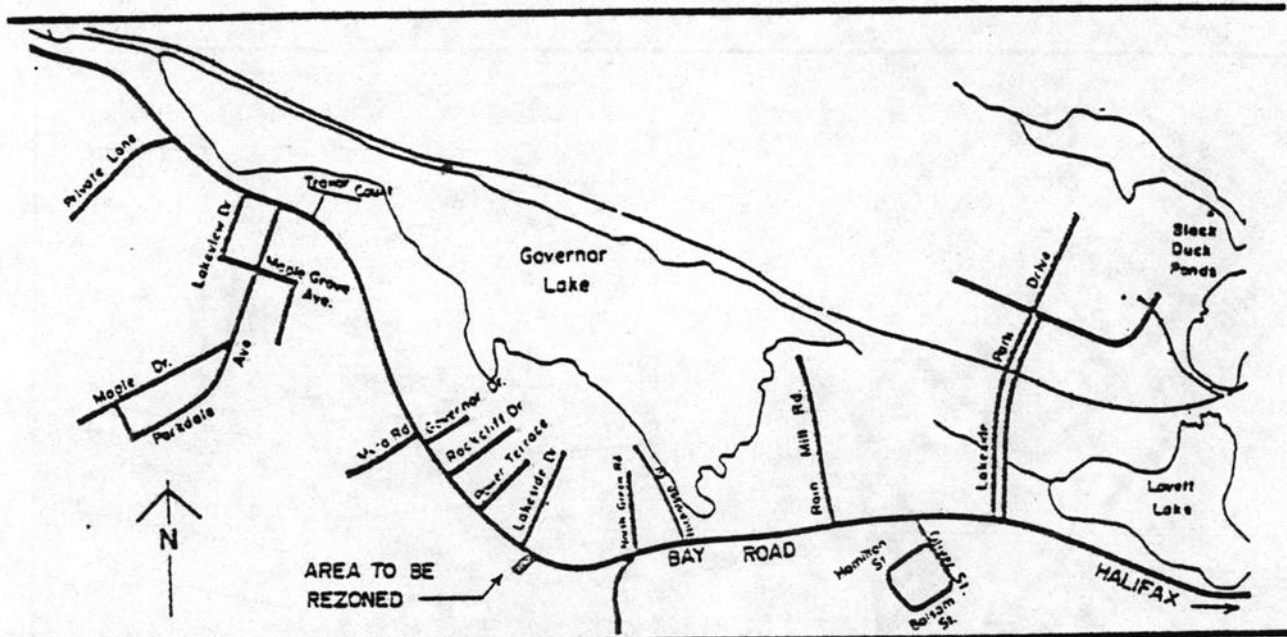 Private Lane
Lakeview Dr
Maple Grove
Ave.
Court
Governor
Lake
Black
Duck
Ponds
Park
Drive
Maple Dr.
Parkdale
Ave
Governor Dr.
Rockcliff Dr
Terrace
Lakeside Dr
North Green Rd
Mill Rd.
Lakeside
Lovett
Lake
N
AREA TO BE
REZONED
BAY ROAD
Hamilton
St.
St.
Balsam
St.
HALIFAX